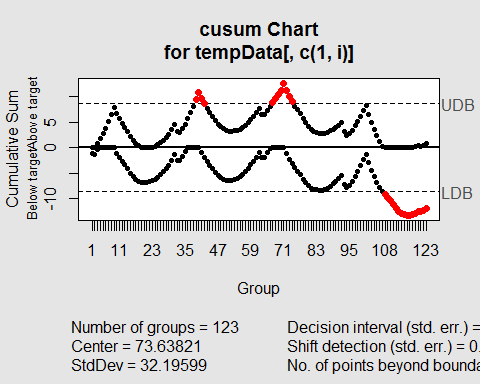 cusum Chart
for tempData[, c(1, i)]
Cumulative Sum
Below target Above target
5
0
-10
UDB
LDB
1 11 23 35 47 59 71 83 95 108 123
Group
Number of groups = 123
Center = 73.63821
StdDev = 32.19599
Decision interval (std. err.) =
Shift detection (std. err.) = 0.
No. of points beyond bounda